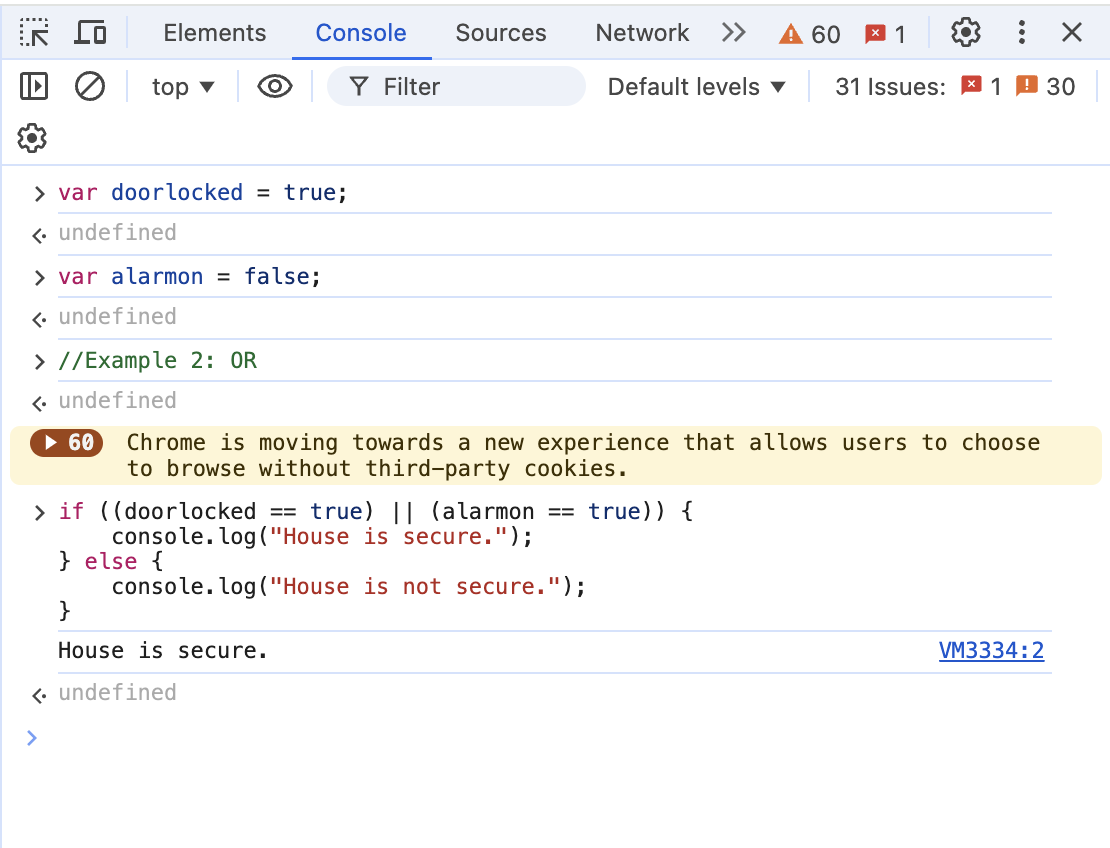 Elements Console Sources Network 60 1
top Filter Default levels 31 Issues: 1 30
var doorlocked = true;
undefined
var alarmon = false;
undefined
//Example 2: OR
undefined
60 Chrome is moving towards a new experience that allows users to choose
to browse without third-party cookies.
if ((doorlocked == true) || (alarmon == true)) {
    console.log("House is secure.");
} else {
    console.log("House is not secure.");
}
House is secure. VM3334:2
undefined